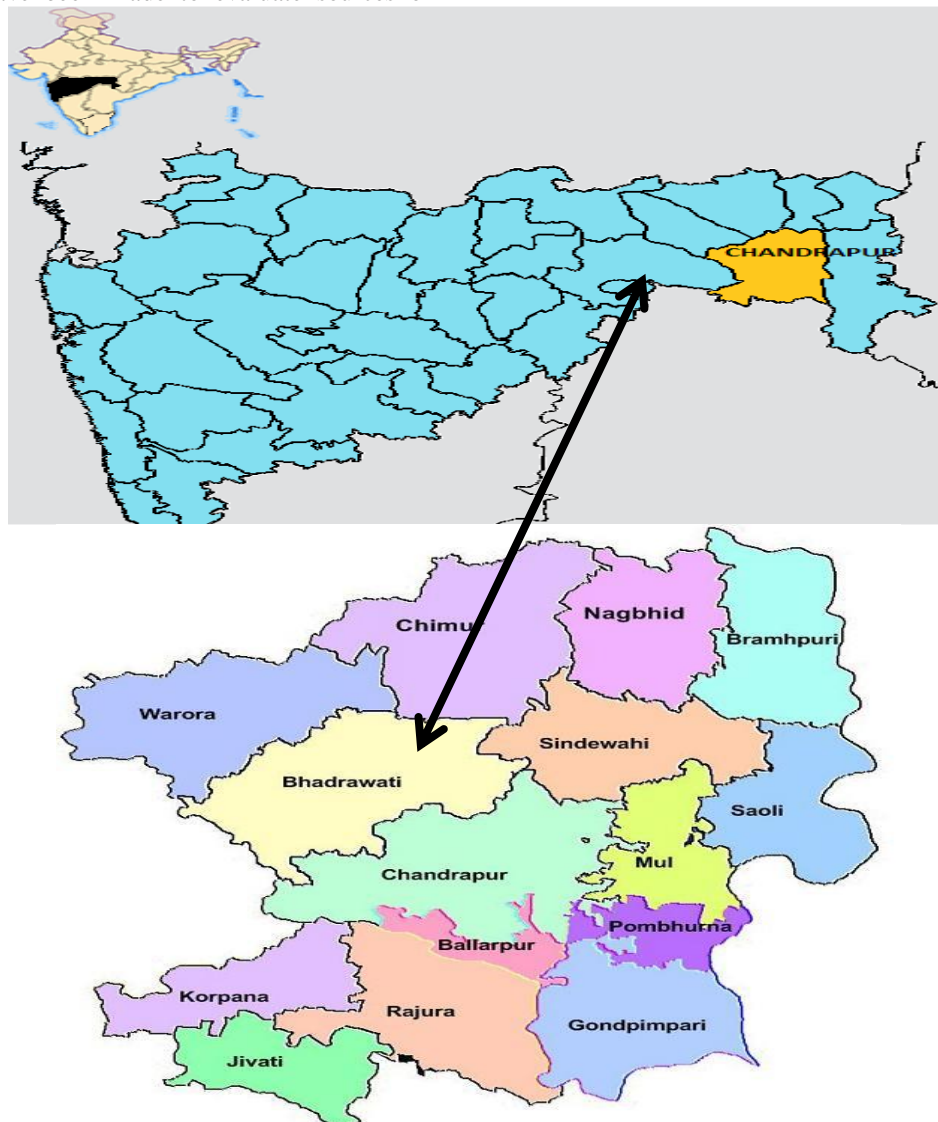 CHANDRAPUR
Chimur
Nagbhid
Bramhpuri
Warora
Sindewahi
Bhadrawati
Saoli
Mul
Chandrapur
Pombhurna
Ballarpur
Korpana
Rajura
Gondpimpari
Jivati